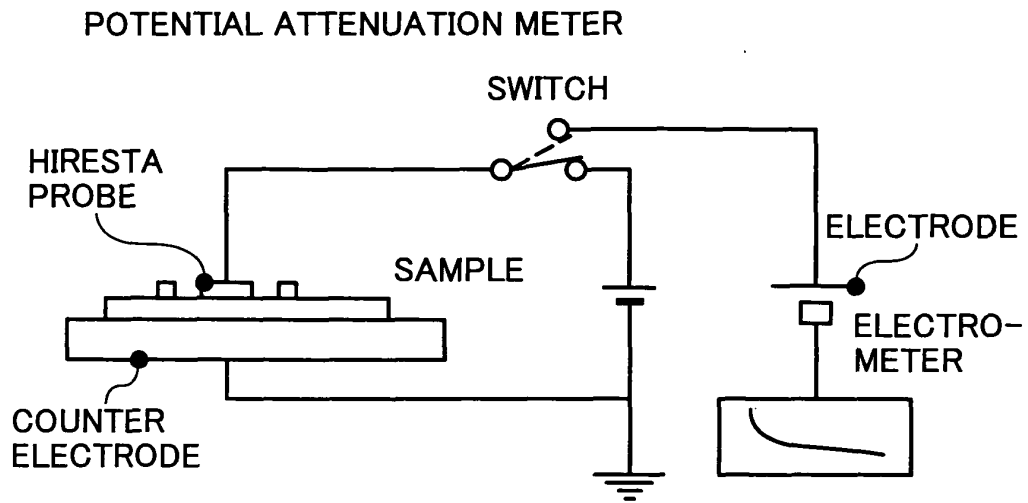 POTENTIAL ATTENUATION METER
SWITCH
HIRESTA
PROBE
ELECTRODE
SAMPLE
ELECTRO-
METER
COUNTER
ELECTRODE